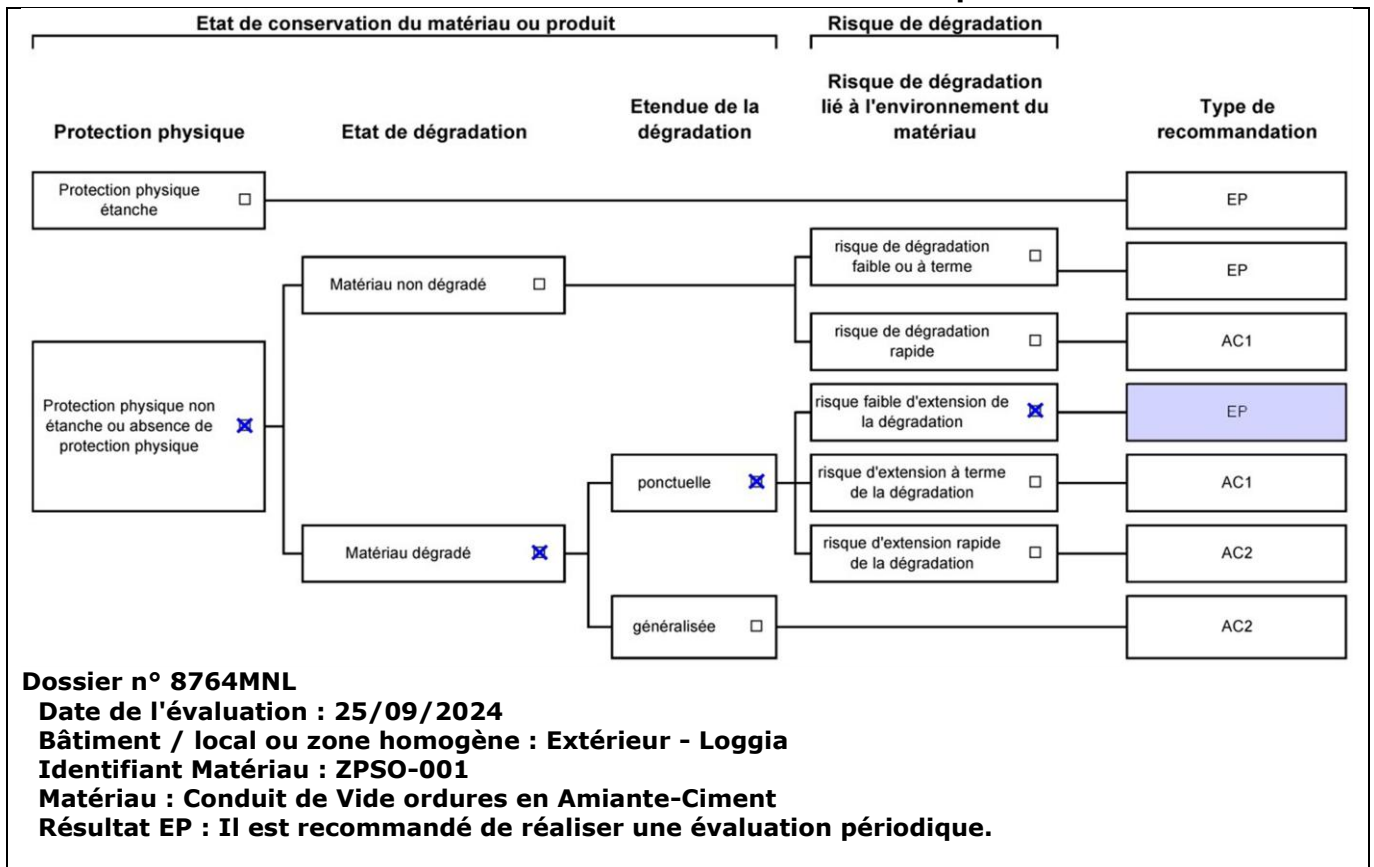 Etat de conservation du matériau ou produit
Risque de dégradation
Protection physique
Etat de dégradation
Etendue de la
dégradation
Risque de dégradation
lié à l'environnement du
matériau
Type de
recommandation
Protection physique
étanche
EP
risque de dégradation
faible ou à terme
EP
Matériau non dégradé
risque de dégradation
rapide
AC1
Protection physique non
étanche ou absence de
protection physique
risque faible d'extension de
la dégradation
EP
ponctuelle
risque d'extension à terme
de la dégradation
AC1
Matériau dégradé
risque d'extension rapide
de la dégradation
AC2
généralisée
AC2
Dossier n° 8764MNL
Date de l'évaluation : 25/09/2024
Bâtiment / local ou zone homogène : Extérieur - Loggia
Identifiant Matériau : ZPSO-001
Matériau : Conduit de Vide ordures en Amiante-Ciment
Résultat EP : Il est recommandé de réaliser une évaluation périodique.